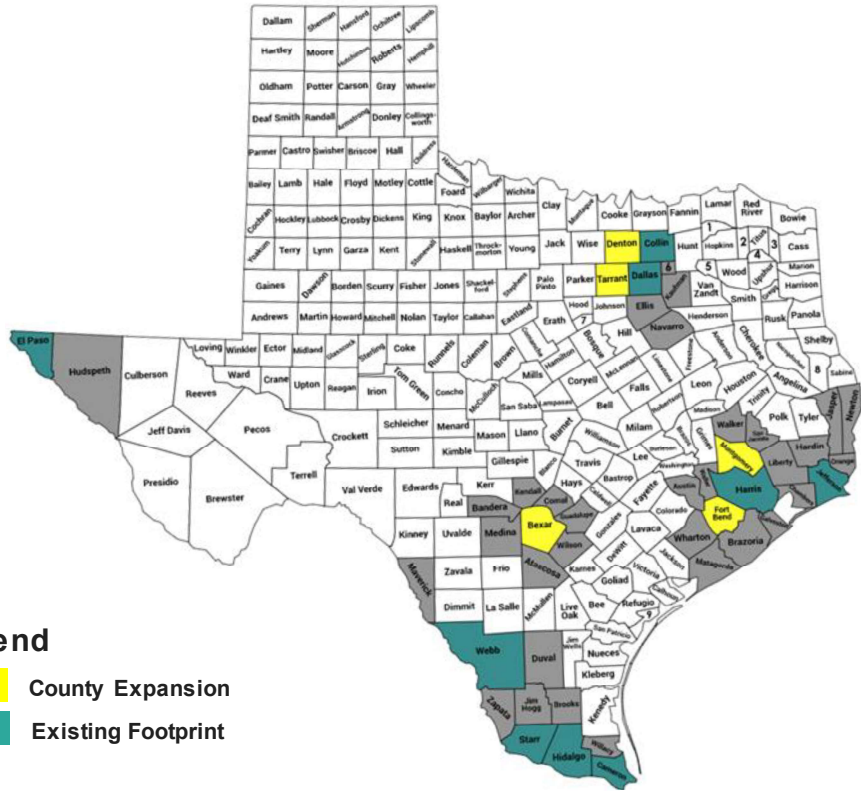 Dallam Sherman Hansford Ochiltree Lipscomb
Hartley Moore Hutchinson Roberts Hemphill
Oldham Potter Carson Gray Wheeler
Deaf Smith Randall Armstrong Donley Collings-
worth
Parmer Castro Swisher Briscoe Hall Childress
Hardeman
Bailey Lamb Hale Floyd Motley Cottle Foard Wilbarger Wichita
Clay Montague Cooke Grayson Fannin Lamar Red
River Bowie
Cochran Hockley Lubbock Crosby Dickens King Knox Baylor Archer
1
Yoakum Terry Lynn Garza Kent Stonewall Haskell Throck-
morton Young Jack Wise Denton Collin Hunt Hopkins 2 Titus 3 Cass
4
Gaines Dawson Borden Scurry Fisher Jones Shackel-
ford Stephens Palo
Pinto Parker Tarrant Dallas 6 Kaufman 5 Van
Zandt Wood Upshur Marion
Gregg Harrison
Andrews Martin Howard Mitchell Nolan Taylor Callahan Eastland Erath Hood Johnson Ellis Henderson Smith Rusk Panola
7
Navarro
El Paso Hudspeth Culberson Loving Winkler Ector Midland Glasscock Sterling Coke Runnels Coleman Brown Comanche Hamilton Bosque Hill Freestone Anderson Cherokee Nacogdoches Shelby
Reeves Ward Crane Upton Reagan Irion Tom Green Concho McCulloch Mills Coryell McLennan Limestone Leon Houston Angelina 8 Sabine
San Saba Lampasas Bell Falls Robertson Madison Trinity Polk Tyler Jasper Newton
Jeff Davis Pecos Crockett Schleicher Menard Mason Llano Burnet Williamson Milam Brazos Grimes Walker San
Jacinto Hardin
Sutton Kimble Gillespie Blanco Travis Lee Burleson Washington Montgomery Liberty Orange
Presidio Brewster Terrell Val Verde Edwards Kerr Kendall Hays Bastrop Fayette Austin Waller Harris Chambers Jefferson
Real Bandera Comal Caldwell Colorado Fort
Bend Galveston
Kinney Uvalde Medina Bexar Guadalupe Gonzales Lavaca Wharton Brazoria
Wilson DeWitt Jackson Matagorda
Maverick Zavala Frio Atascosa Karnes Victoria
Goliad Calhoun
Dimmit La Salle McMullen Live
Oak Bee Refugio
9
San Patricio
Webb Duval Jim
Wells Nueces
Kleberg
Zapata Jim
Hogg Brooks Kenedy
Starr Hidalgo Willacy
Cameron
end
County Expansion
Existing Footprint